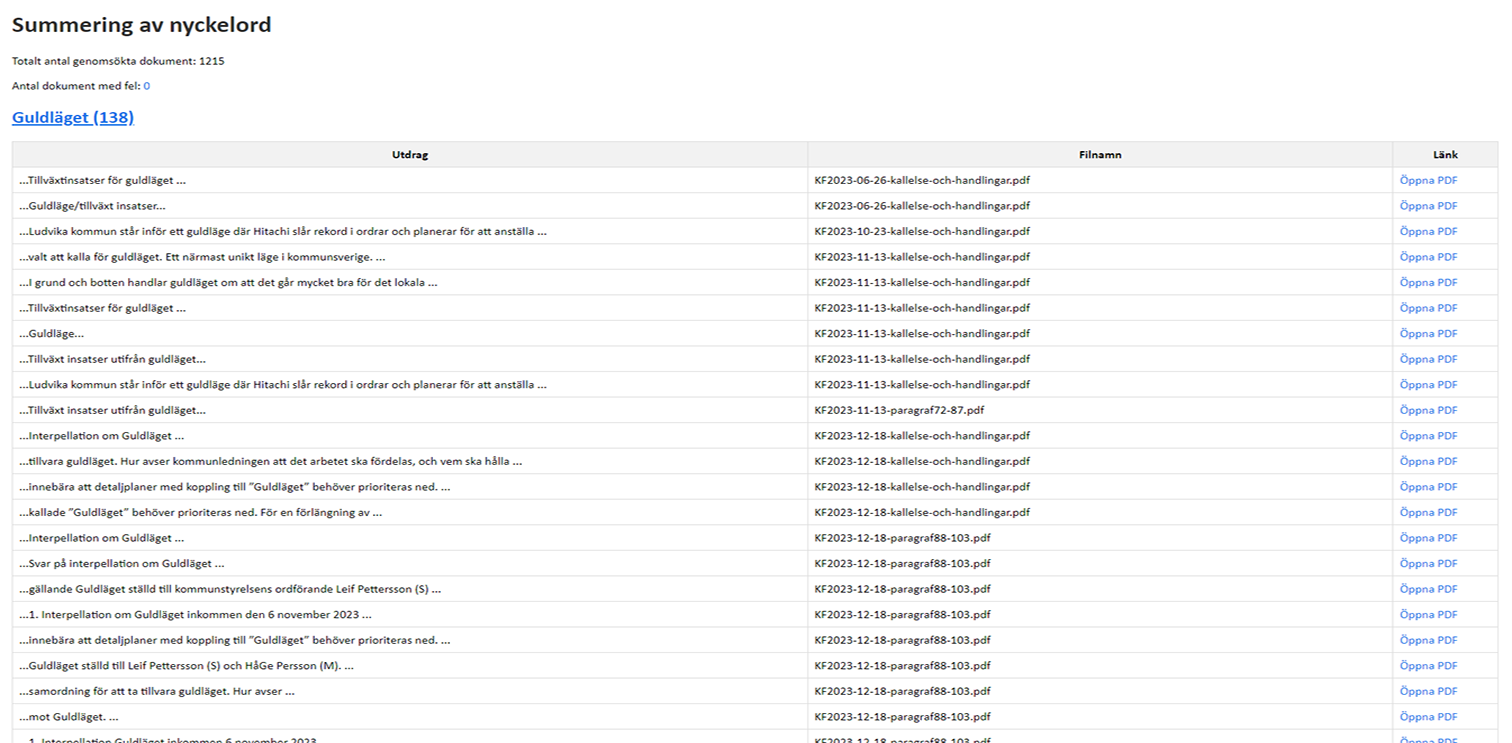 Summering av nyckelord
Totalt antal genomsökta dokument: 1215
Antal dokument med fel: 0
Guldläget (138)
Utdrag Filnamn Länk
...Tillväxtinsatser för guldläget ... KF2023-06-26-kallelse-och-handlingar.pdf Öppna PDF
...Guldläge/tillväxt insatser... KF2023-06-26-kallelse-och-handlingar.pdf Öppna PDF
...Ludvika kommun står inför ett guldläge där Hitachi slår rekord i ordrar och planerar för att anställa ... KF2023-10-23-kallelse-och-handlingar.pdf Öppna PDF
...valt att kalla för guldläget. Ett närmast unikt läge i kommunsverige. ... KF2023-11-13-kallelse-och-handlingar.pdf Öppna PDF
...I grund och botten handlar guldläget om att det går mycket bra för det lokala ... KF2023-11-13-kallelse-och-handlingar.pdf Öppna PDF
...Tillväxtinsatser för guldläget ... KF2023-11-13-kallelse-och-handlingar.pdf Öppna PDF
...Guldläge... KF2023-11-13-kallelse-och-handlingar.pdf Öppna PDF
...Tillväxt insatser utifrån guldläget... KF2023-11-13-kallelse-och-handlingar.pdf Öppna PDF
...Ludvika kommun står inför ett guldläge där Hitachi slår rekord i ordrar och planerar för att anställa ... KF2023-11-13-kallelse-och-handlingar.pdf Öppna PDF
...Tillväxt insatser utifrån guldläget... KF2023-11-13-paragraf72-87.pdf Öppna PDF
...Interpellation om Guldläget ... KF2023-12-18-kallelse-och-handlingar.pdf Öppna PDF
...tillvara guldläget. Hur avser kommunledningen att det arbetet ska fördelas, och vem ska hålla ... KF2023-12-18-kallelse-och-handlingar.pdf Öppna PDF
...innebära att detaljplaner med koppling till ”Guldläget” behöver prioriteras ned. ... KF2023-12-18-kallelse-och-handlingar.pdf Öppna PDF
...kallade ”Guldläget” behöver prioriteras ned. För en förlängning av ... KF2023-12-18-kallelse-och-handlingar.pdf Öppna PDF
...Interpellation om Guldläget ... KF2023-12-18-paragraf88-103.pdf Öppna PDF
...Svar på interpellation om Guldläget ... KF2023-12-18-paragraf88-103.pdf Öppna PDF
...gällande Guldläget ställd till kommunstyrelsens ordförande Leif Pettersson (S) ... KF2023-12-18-paragraf88-103.pdf Öppna PDF
...1. Interpellation om Guldläget inkommen den 6 november 2023 ... KF2023-12-18-paragraf88-103.pdf Öppna PDF
...innebära att detaljplaner med koppling till ”Guldläget” behöver prioriteras ned. ... KF2023-12-18-paragraf88-103.pdf Öppna PDF
...Guldläget ställd till Leif Pettersson (S) och HåGe Persson (M). ... KF2023-12-18-paragraf88-103.pdf Öppna PDF
...samordning för att ta tillvara guldläget. Hur avser ... KF2023-12-18-paragraf88-103.pdf Öppna PDF
...mot Guldläget. ... KF2023-12-18-paragraf88-103.pdf Öppna PDF
...1. Interpellation Guldläget inkommen 6 november 2023 KF2023-12-18-paragraf88-103.pdf Öppna PDF